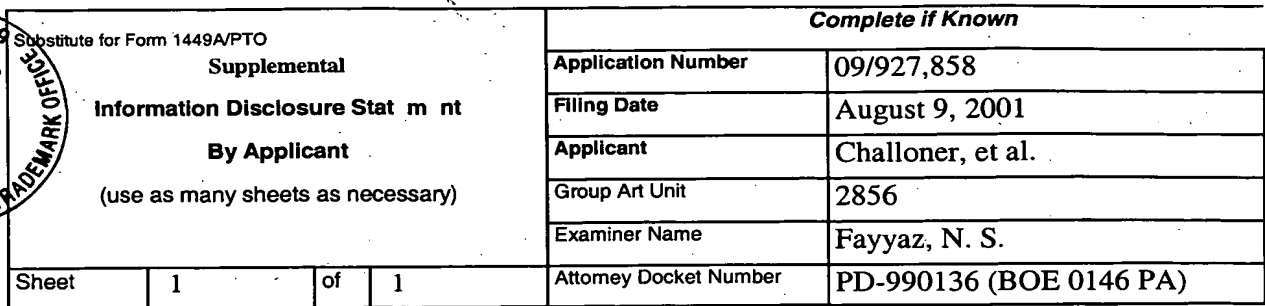 Complete if Known
Substitute for Form 1449A/PTO
Supplemental
Information Disclosure Stat m nt
By Applicant
(use as many sheets as necessary)
Application Number 09/927,858
Filing Date August 9, 2001
Applicant Challoner, et al.
Group Art Unit 2856
Examiner Name Fayyaz, N. S.
Sheet 1 of 1
Attorney Docket Number PD-990136 (BOE 0146 PA)
TRADEMARK OFFICE